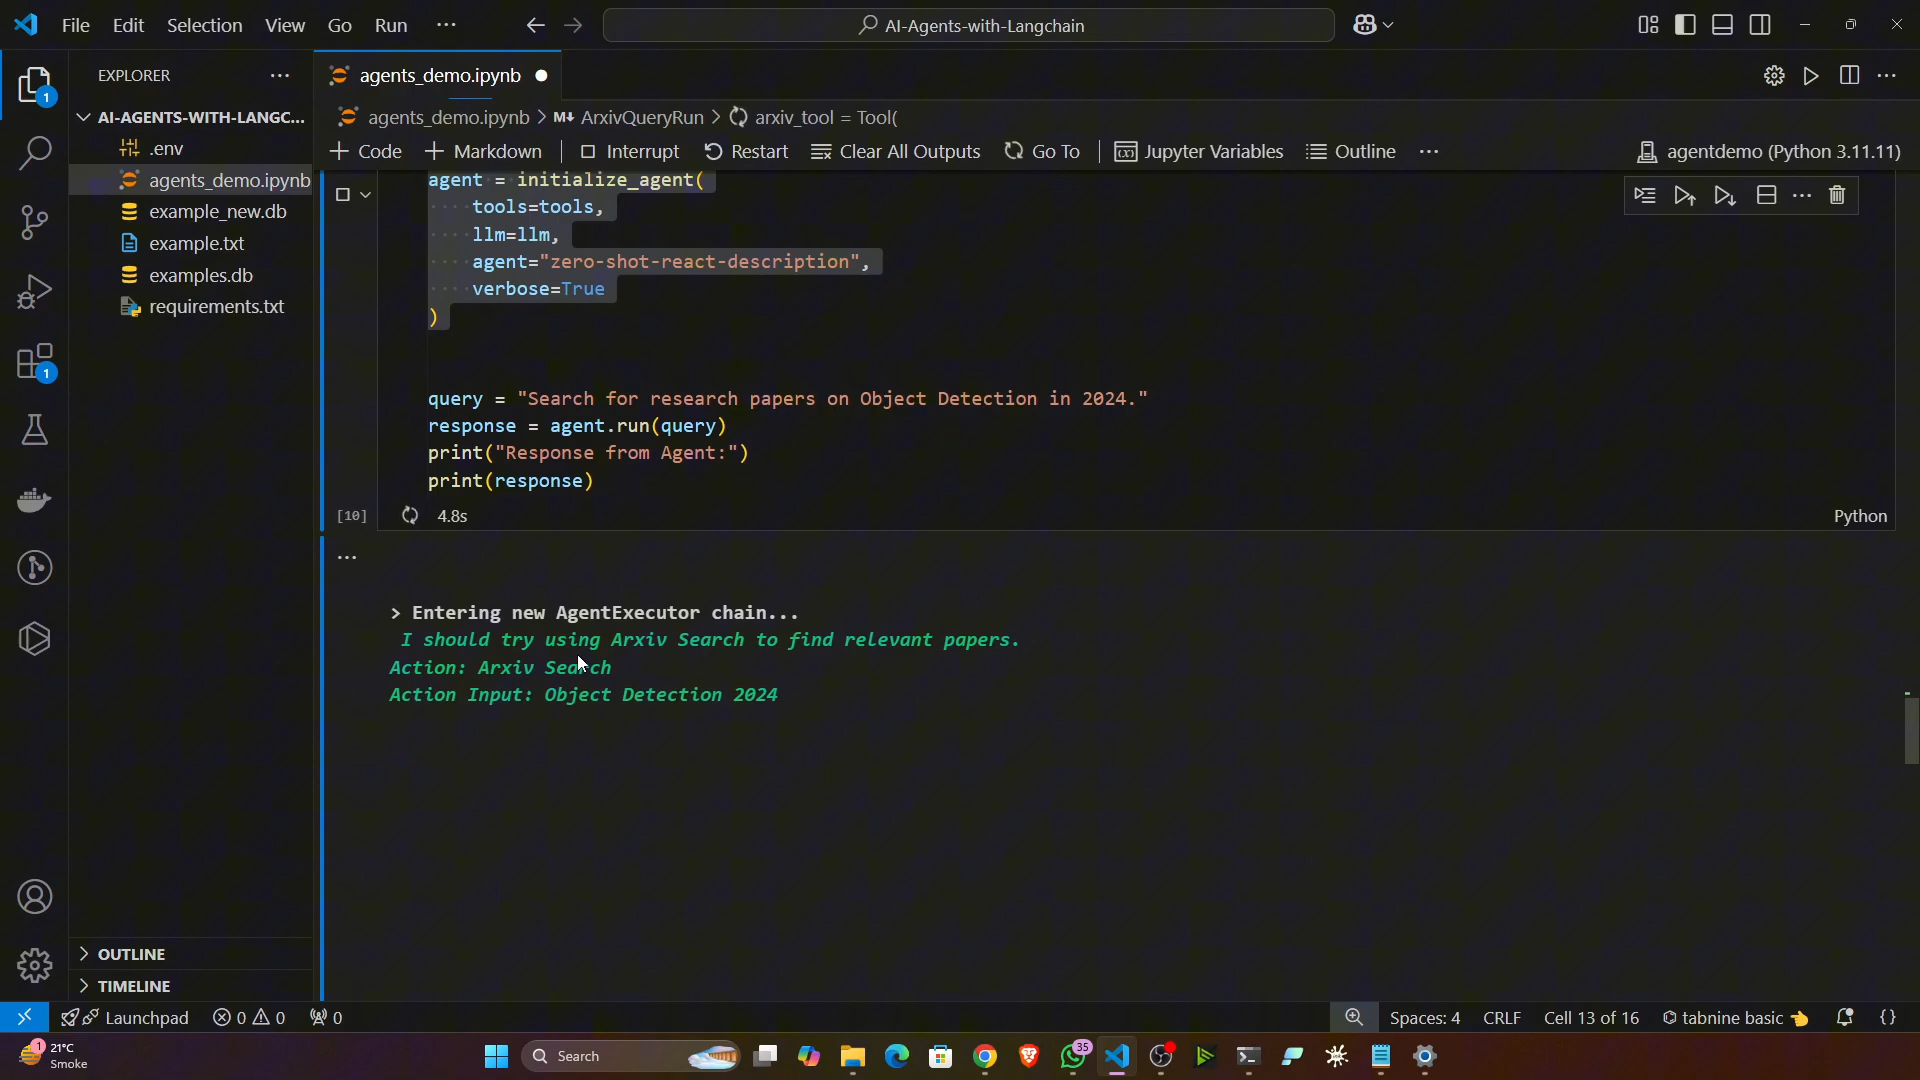 File Edit Selection View Go Run ···
AI-Agents-with-Langchain
EXPLORER ···
agents_demo.ipynb
AI-AGENTS-WITH-LANGC...
agents_demo.ipynb > M↓ ArxivQueryRun > arxiv_tool = Tool(
+ Code + Markdown | Interrupt Restart Clear All Outputs Go To | Jupyter Variables Outline ···
agentdemo (Python 3.11.11)
.env
agents_demo.ipynb
example_new.db
example.txt
examples.db
requirements.txt
agent = initialize_agent(
tools=tools,
llm=llm,
agent="zero-shot-react-description",
verbose=True
)
query = "Search for research papers on Object Detection in 2024."
response = agent.run(query)
print("Response from Agent:")
print(response)
[10] 4.8s Python
···
> Entering new AgentExecutor chain...
I should try using Arxiv Search to find relevant papers.
Action: Arxiv Search
Action Input: Object Detection 2024
1
1
OUTLINE
TIMELINE
Launchpad 0 0 0
Spaces: 4 CRLF Cell 13 of 16 tabnine basic {}
1 21°C
Smoke
Search
35